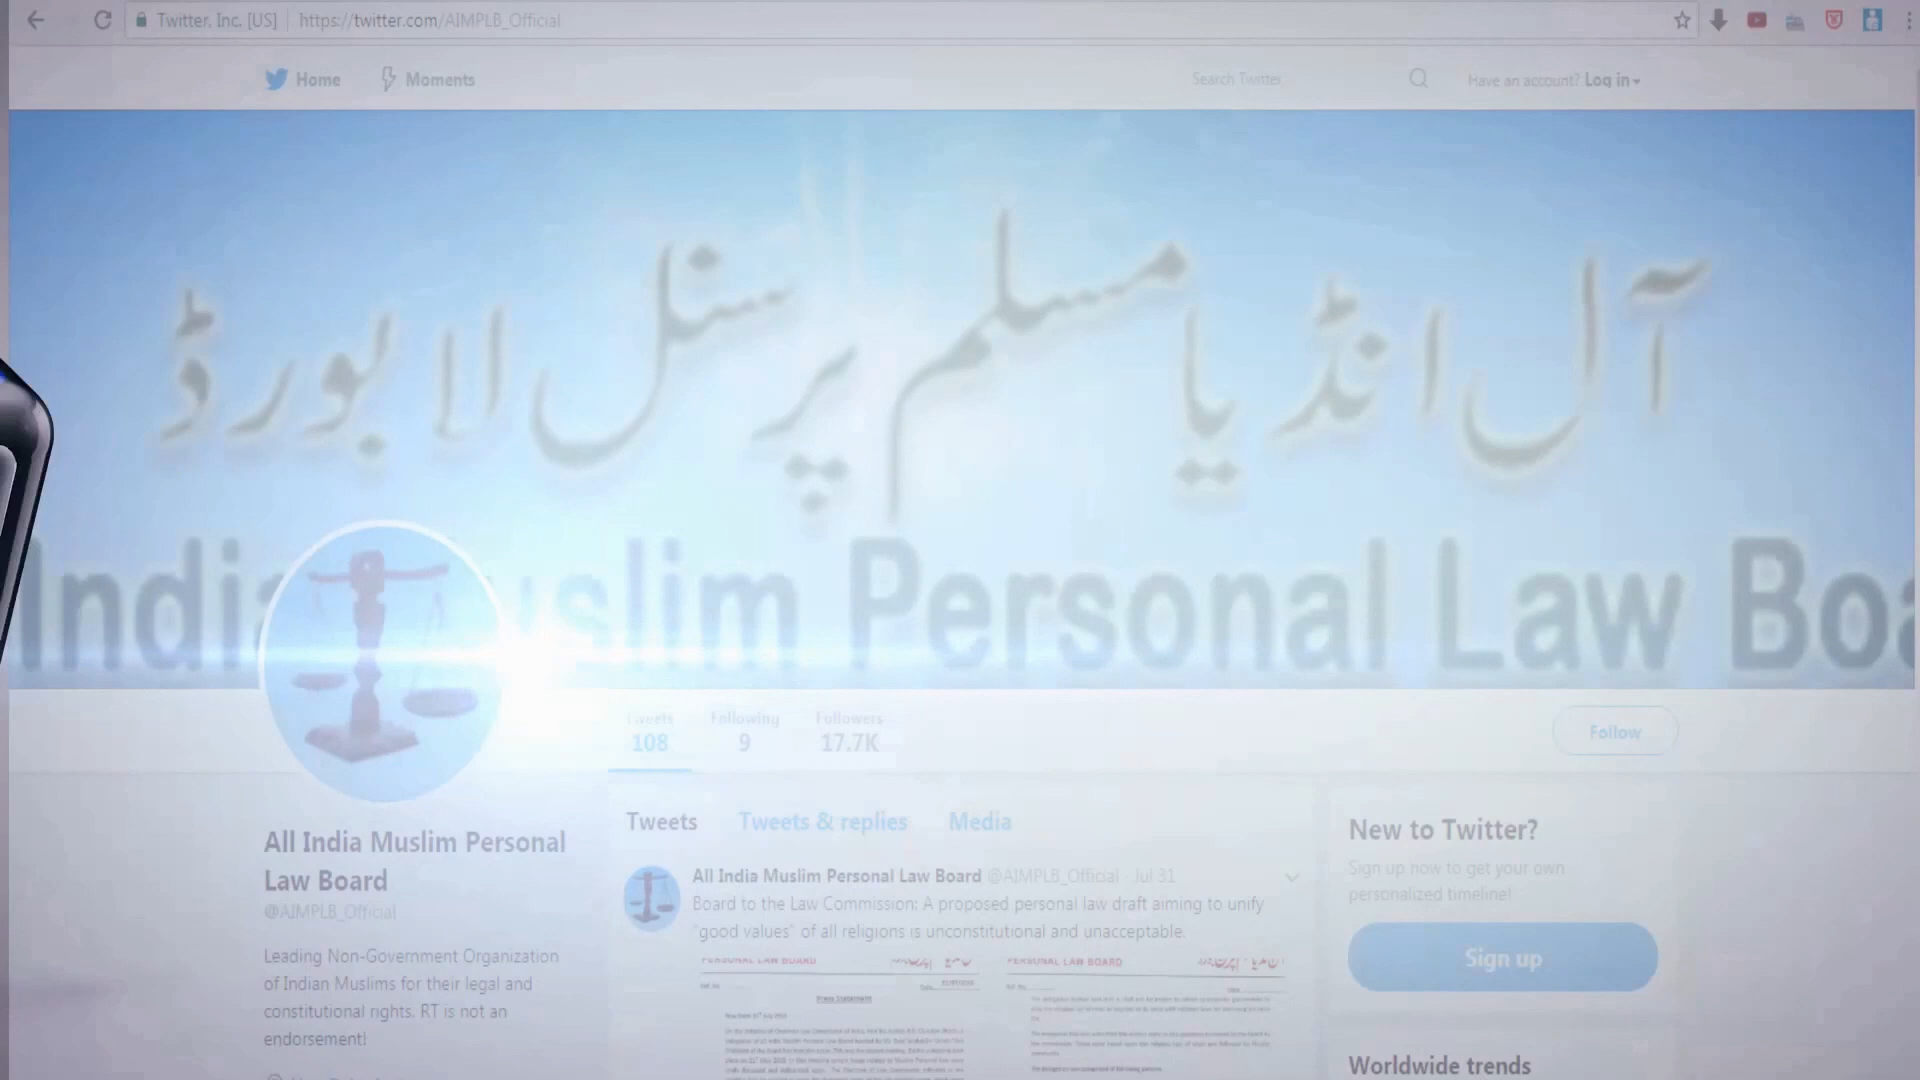 Twitter, Inc. [US] https://twitter.com/AIMPLB_Official
Home Moments Search Twitter Have an account? Log in
آل انڈیا مسلم پرسنل لا بورڈ
India Muslim Personal Law Boa
Tweets Following Followers
108 9 17.7K
Follow
All India Muslim Personal
Law Board
@AIMPLB_Official
Leading Non-Government Organization
of Indian Muslims for their legal and
constitutional rights. RT is not an
endorsement!
Tweets Tweets & replies Media
All India Muslim Personal Law Board @AIMPLB_Official · Jul 31
Board to the Law Commission: A proposed personal law draft aiming to unify
"good values" of all religions is unconstitutional and unacceptable.
PERSONAL LAW BOARD
Press Statement
PERSONAL LAW BOARD
New to Twitter?
Sign up now to get your own
personalized timeline!
Sign up
Worldwide trends